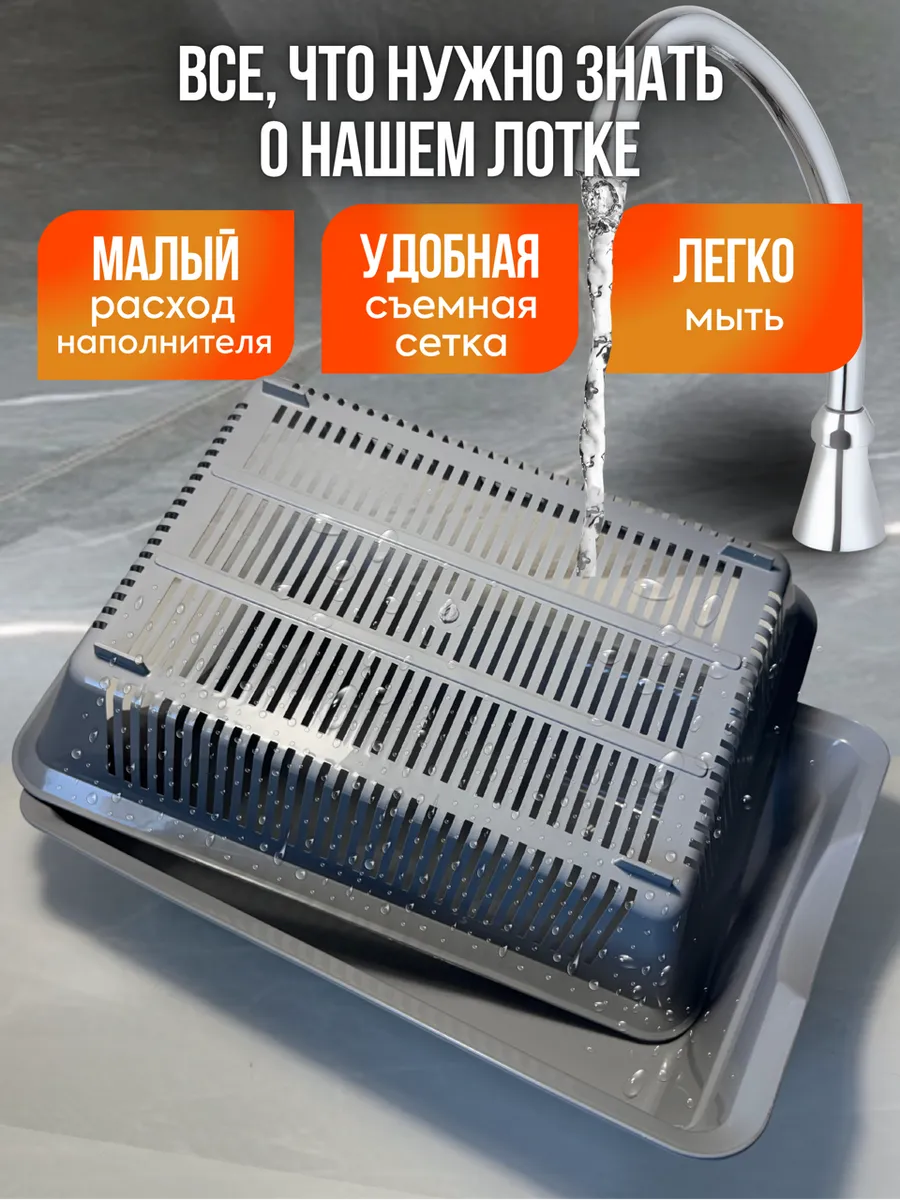 ВСЕ, ЧТО НУЖНО ЗНАТЬ
О НАШЕМ ЛОТКЕ
МАЛЫЙ
расход
наполнителя
УДОБНАЯ
съемная
сетка
ЛЕГКО
мыть